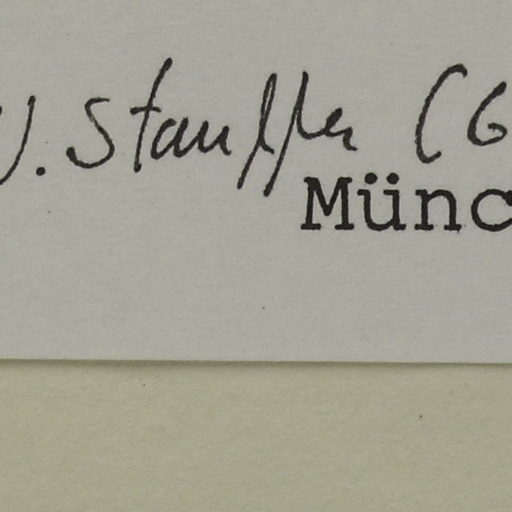 . Stauffer (G
Münc